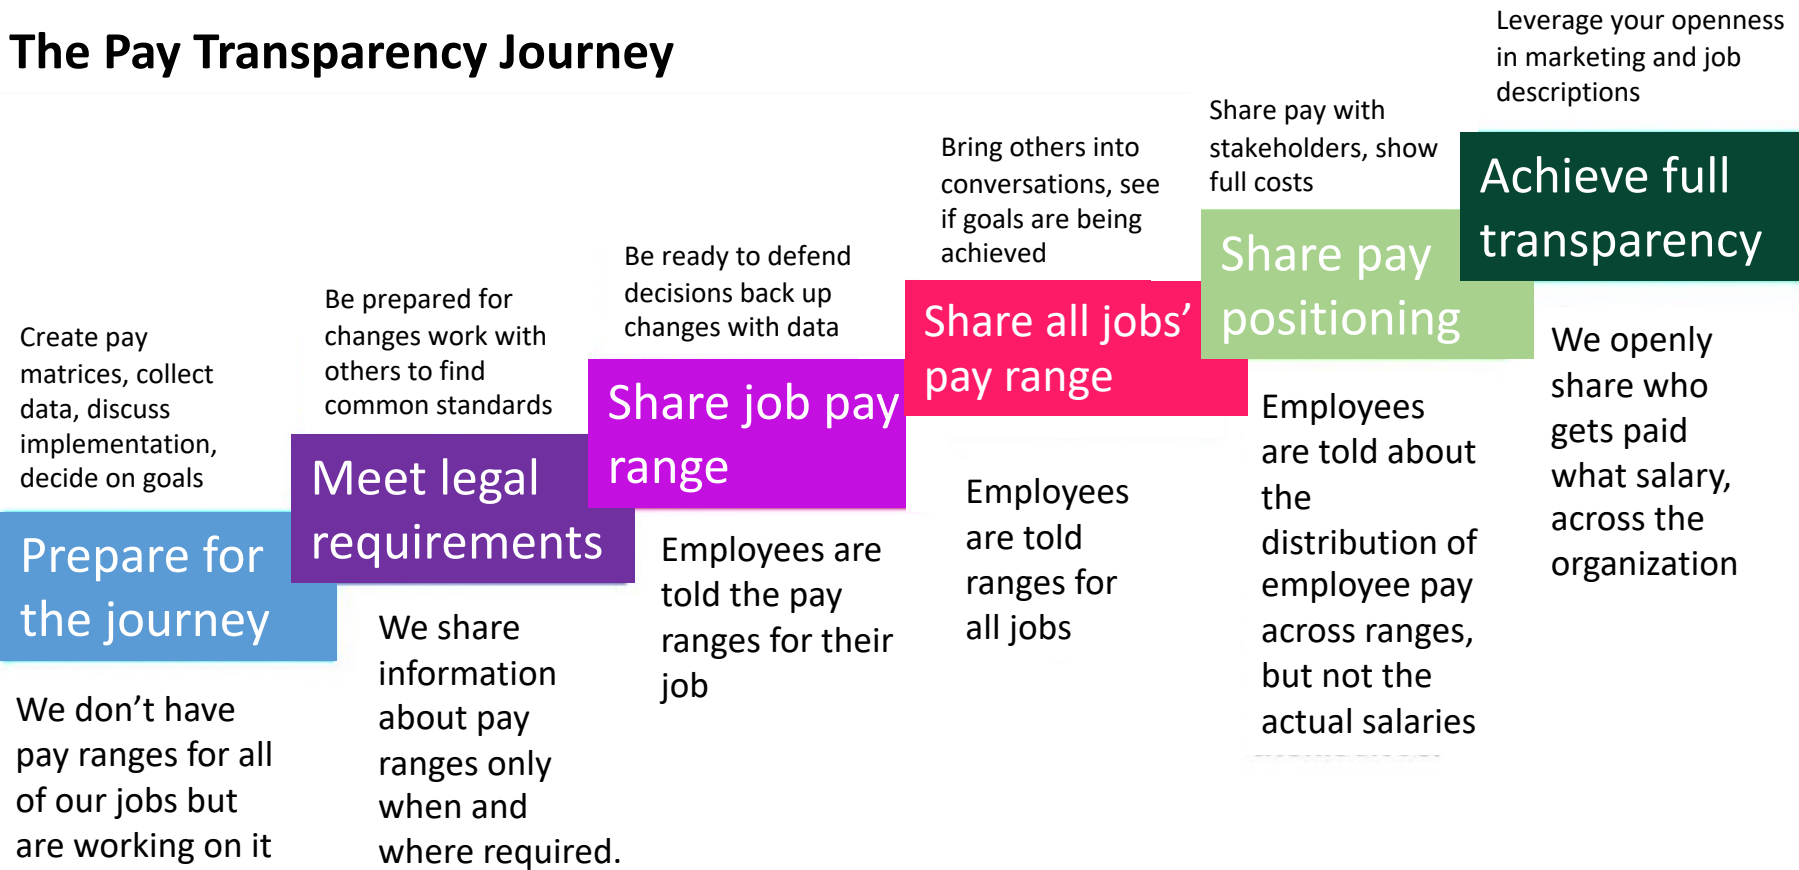 The Pay Transparency Journey
Create pay
matrices, collect
data, discuss
implementation,
decide on goals
Prepare for
the journey
We don't have
pay ranges for all
of our jobs but
are working on it
Be prepared for
changes work with
others to find
common standards
Meet legal
requirements
We share
information
about pay
ranges only
when and
where required.
Be ready to defend
decisions back up
changes with data
Share job pay
range
Employees are
told the pay
ranges for their
job
Bring others into
conversations, see
if goals are being
achieved
Share all jobs'
pay range
Employees
are told
ranges for
all jobs
Share pay with
stakeholders, show
full costs
Share pay
positioning
Employees
are told about
the
distribution of
employee pay
across ranges,
but not the
actual salaries
Leverage your openness
in marketing and job
descriptions
Achieve full
transparency
We openly
share who
gets paid
what salary,
across the
organization